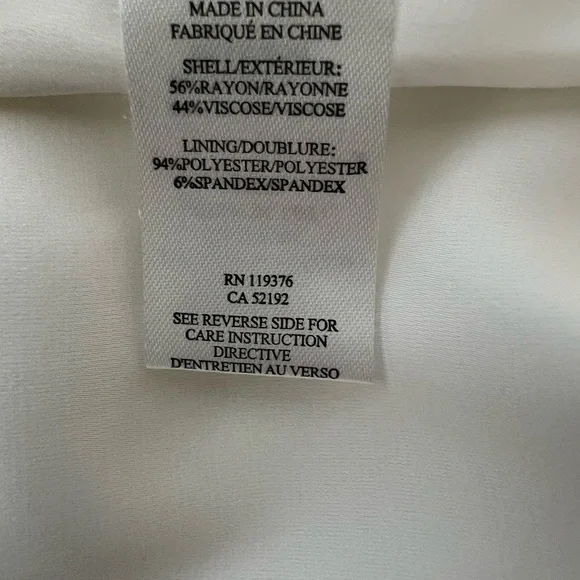 MADE IN CHINA
FABRIQUÉ EN CHINE
SHELL/EXTÉRIEUR:
56%RAYON/RAYONNE
44%VISCOSE/VISCOSE
LINING/DOUBLURE:
94%POLYESTER/POLYESTER
6%SPANDEX/SPANDEX
RN 119376
CA 52192
SEE REVERSE SIDE FOR
CARE INSTRUCTION
DIRECTIVE
D'ENTRETIEN AU VERSO